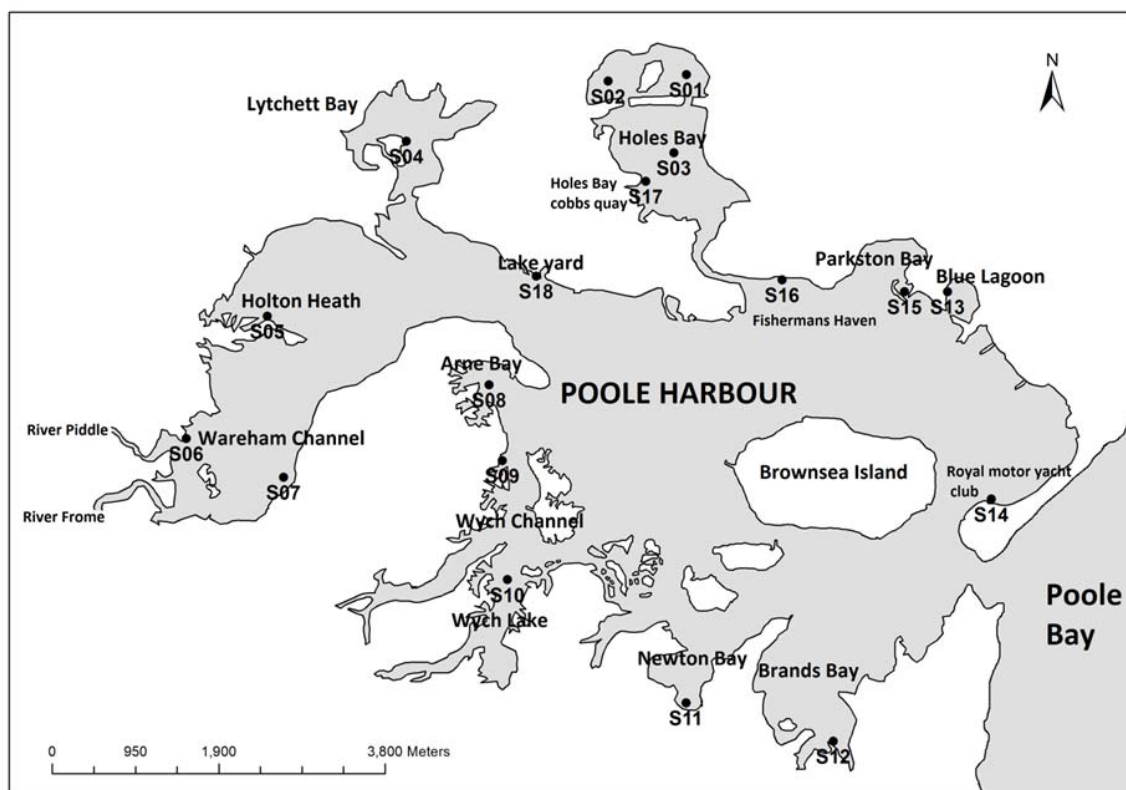 N
Lytchett Bay
S02
S01
S04
Holes Bay
S03
Holes Bay
cobbs quay
S17
Lake yard
S18
Parkston Bay
Blue Lagoon
S16
S15
S13
Fishermans Haven
Holton Heath
S05
Arne Bay
S08
POOLE HARBOUR
River Piddle
Wareham Channel
S06
S07
River Frome
S09
Wych Channel
Brownsea Island
Royal motor yacht
club
S14
S10
Wych Lake
Poole
Bay
Newton Bay
Brands Bay
S11
S12
0 950 1,900 3,800 Meters